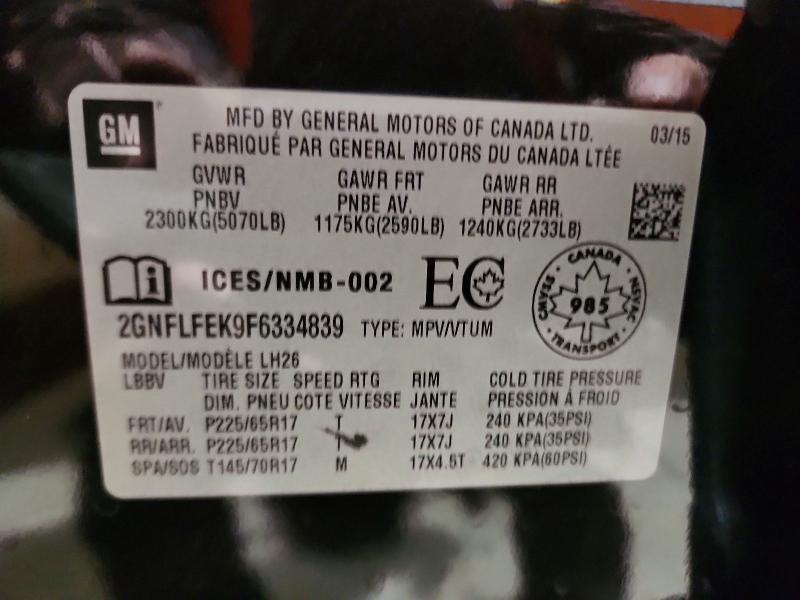 GM
MFD BY GENERAL MOTORS OF CANADA LTD. 03/15
FABRIQUÉ PAR GENERAL MOTORS DU CANADA LTÉE
GVWR GAWR FRT GAWR RR
PNBV PNBE AV. PNBE ARR.
2300KG(5070LB) 1175KG(2590LB) 1240KG(2733LB)
i ICES/NMB-002 EC
CANADA
CMVSS 985 NSVAC
TRANSPORT
2GNFLFEK9F6334839 TYPE: MPV/VTUM
MODEL/MODÈLE LH26
LBBV TIRE SIZE SPEED RTG RIM COLD TIRE PRESSURE
DIM. PNEU COTE VITESSE JANTE PRESSION À FROID
FRT/AV. P225/65R17 T 17X7J 240 KPA(35PSI)
RR/ARR. P225/65R17 T 17X7J 240 KPA(35PSI)
SPA/SOS T145/70R17 M 17X4.5T 420 KPA(60PSI)